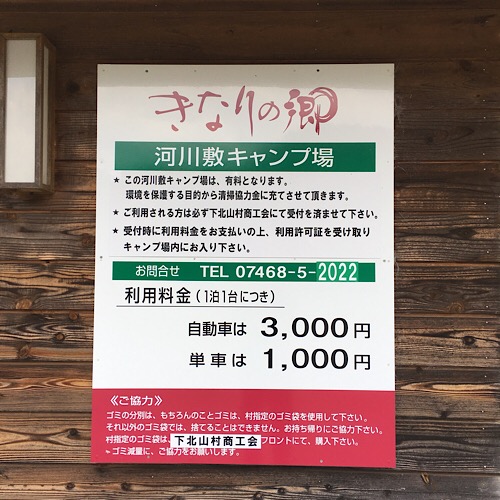 きなりの郷
河川敷キャンプ場
★ この河川敷キャンプ場は、有料となります。
環境を保護する目的から清掃協力金に充てさせて頂きます。
★ ご利用される方は必ず下北山村商工会にて受付を済ませて下さい。
★ 受付時に利用料金をお支払いの上、利用許可証を受け取り
キャンプ場内にお入り下さい。
お問合せ TEL 07468-5-2022
利用料金(1泊1台につき)
自動車は 3,000円
単車は 1,000円
《ご協力》
ゴミの分別は、もちろんのことゴミは、村指定のゴミ袋を使用して下さい。
それ以外のゴミ袋では、捨てることはできません。お持ち帰りにご協力下さい。
村指定のゴミ袋は、下北山村商工会フロントにて、購入下さい。
ゴミ減量に、ご協力をお願いします。